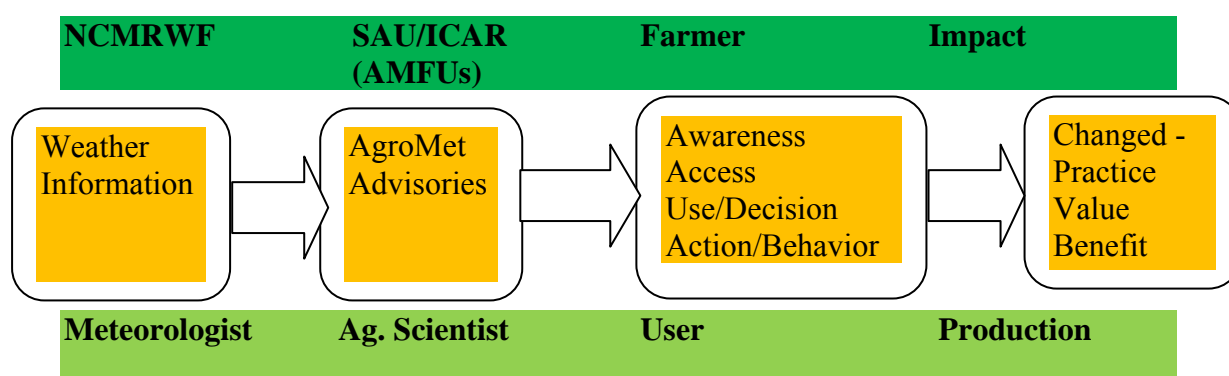 NCMRWF SAU/ICAR Farmer Impact
(AMFUs)
Weather
Information
AgroMet
Advisories
Awareness
Access
Use/Decision
Action/Behavior
Changed -
Practice
Value
Benefit
Meteorologist Ag. Scientist User Production